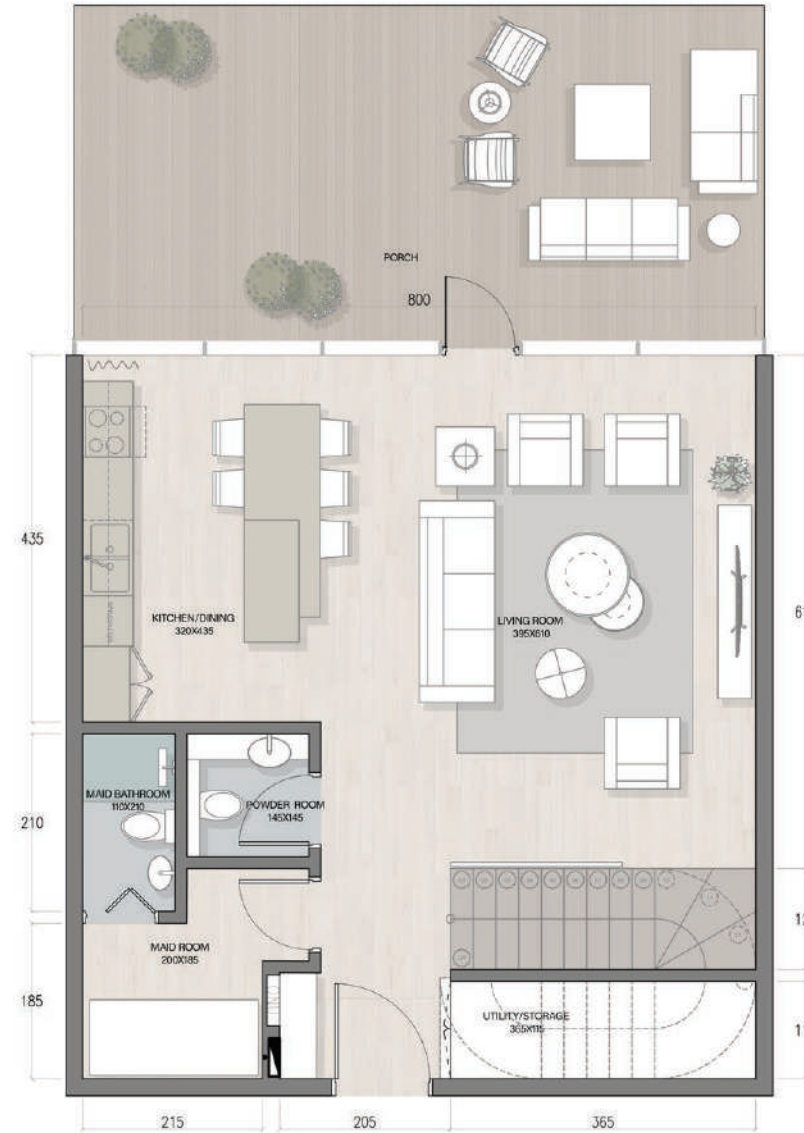 PORCH
800
435
KITCHEN/DINING
320X435
LIVING ROOM
395X610
MAID BATHROOM
110X210
POWDER ROOM
145X145
210
MAID ROOM
200X185
185
UTILITY/STORAGE
365X115
215
205
365